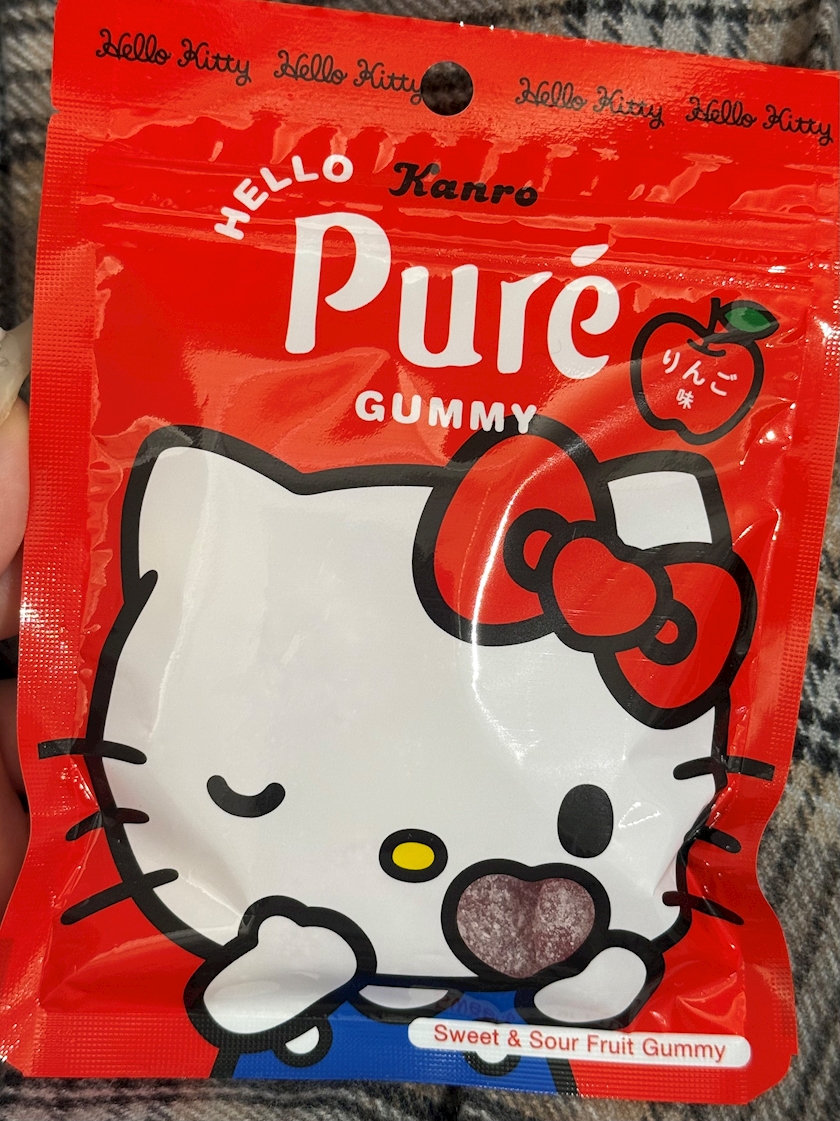 Hello Kitty Hello Kitty Hello Kitty Hello Kitty
HELLO Kanro
Puré
GUMMY
りんご
味
Sweet & Sour Fruit Gummy